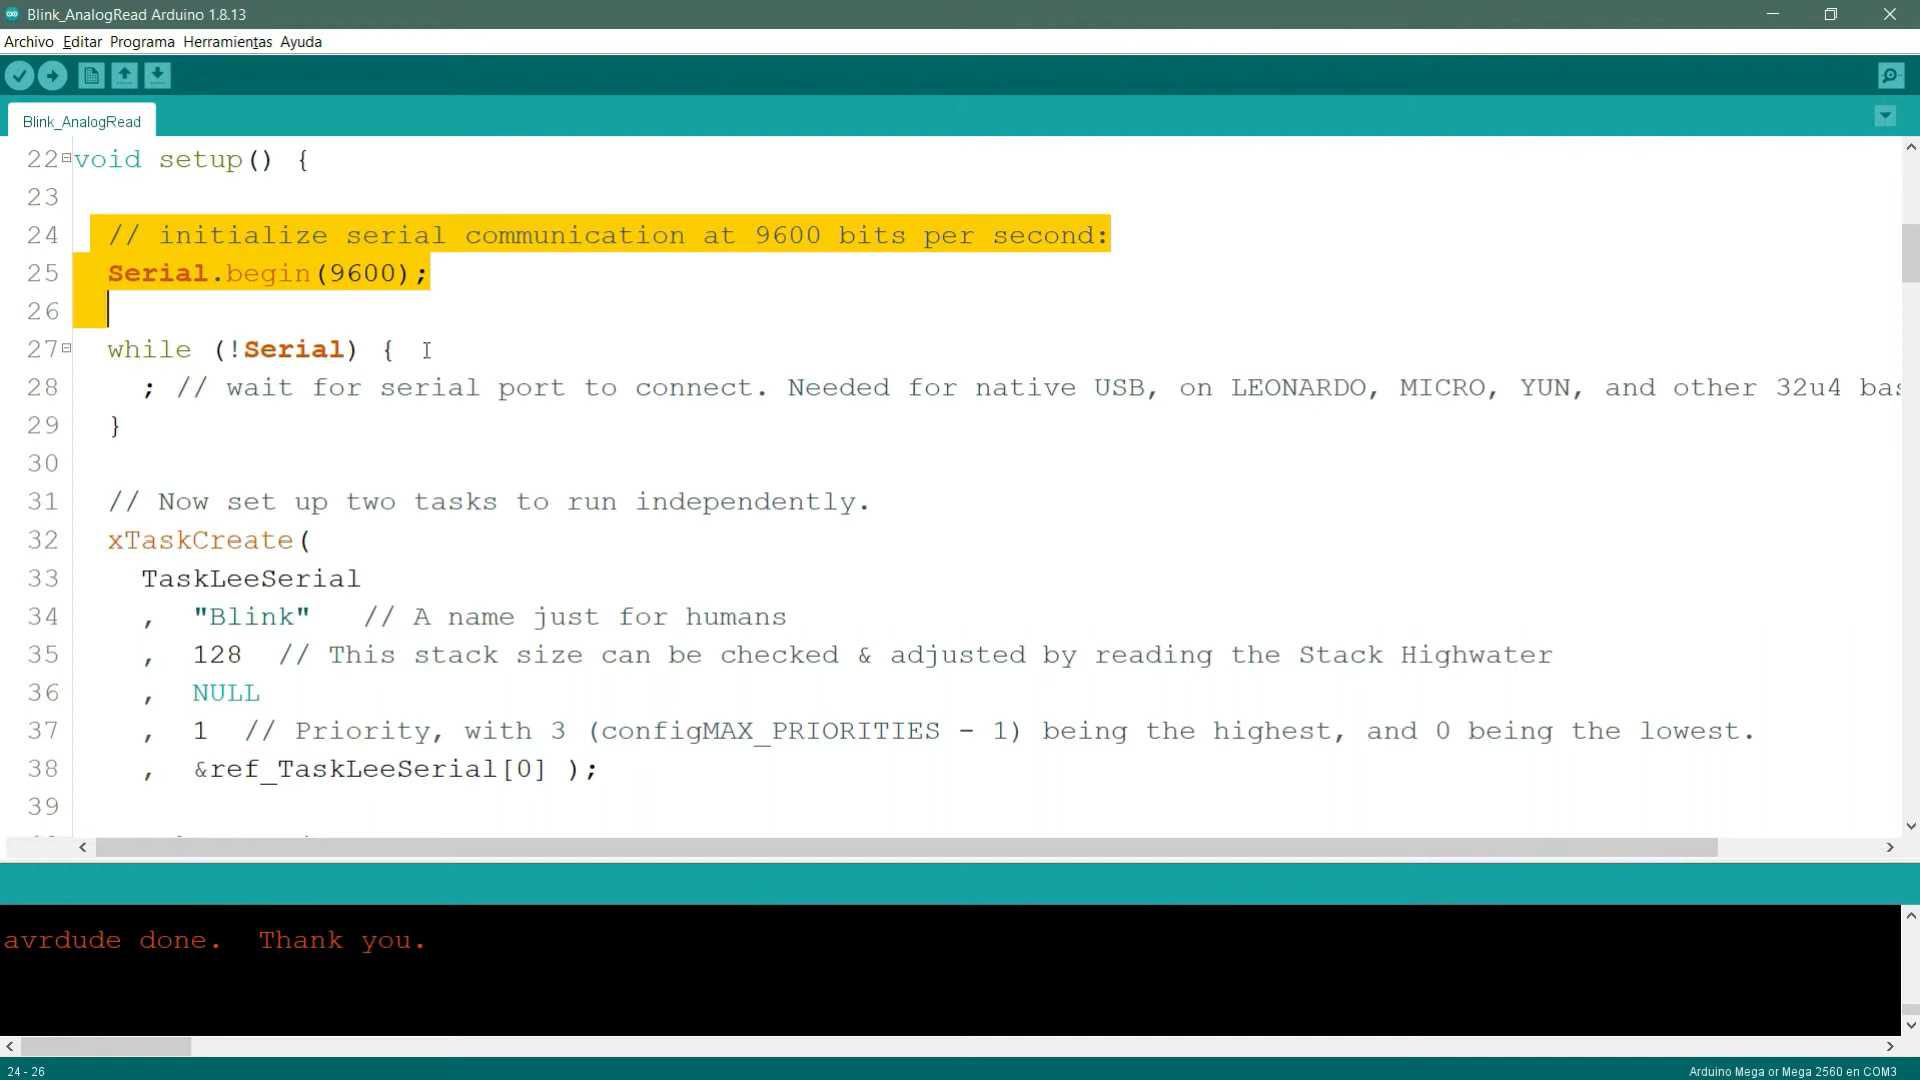 Blink_AnalogRead Arduino 1.8.13
Archivo Editar Programa Herramientas Ayuda
Blink_AnalogRead
22 void setup() {
23
24 // initialize serial communication at 9600 bits per second:
25 Serial.begin(9600);
26
27 while (!Serial) {
28 ; // wait for serial port to connect. Needed for native USB, on LEONARDO, MICRO, YUN, and other 32u4 bas
29 }
30
31 // Now set up two tasks to run independently.
32 xTaskCreate(
33 TaskLeeSerial
34 , "Blink" // A name just for humans
35 , 128 // This stack size can be checked & adjusted by reading the Stack Highwater
36 , NULL
37 , 1 // Priority, with 3 (configMAX_PRIORITIES - 1) being the highest, and 0 being the lowest.
38 , &ref_TaskLeeSerial[0] );
39
avrdude done. Thank you.
24 - 26
Arduino Mega or Mega 2560 en COM3